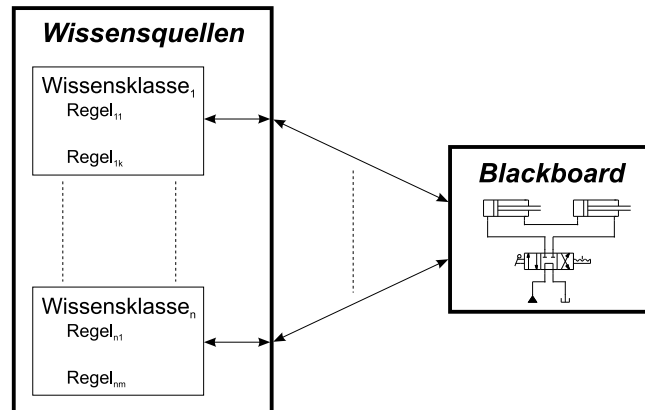 Wissensquellen
Wissensklasse₁
Regel₁₁
Regel₁ₖ
Blackboard
Wissensklasseₙ
Regelₙ₁
Regelₙₘ